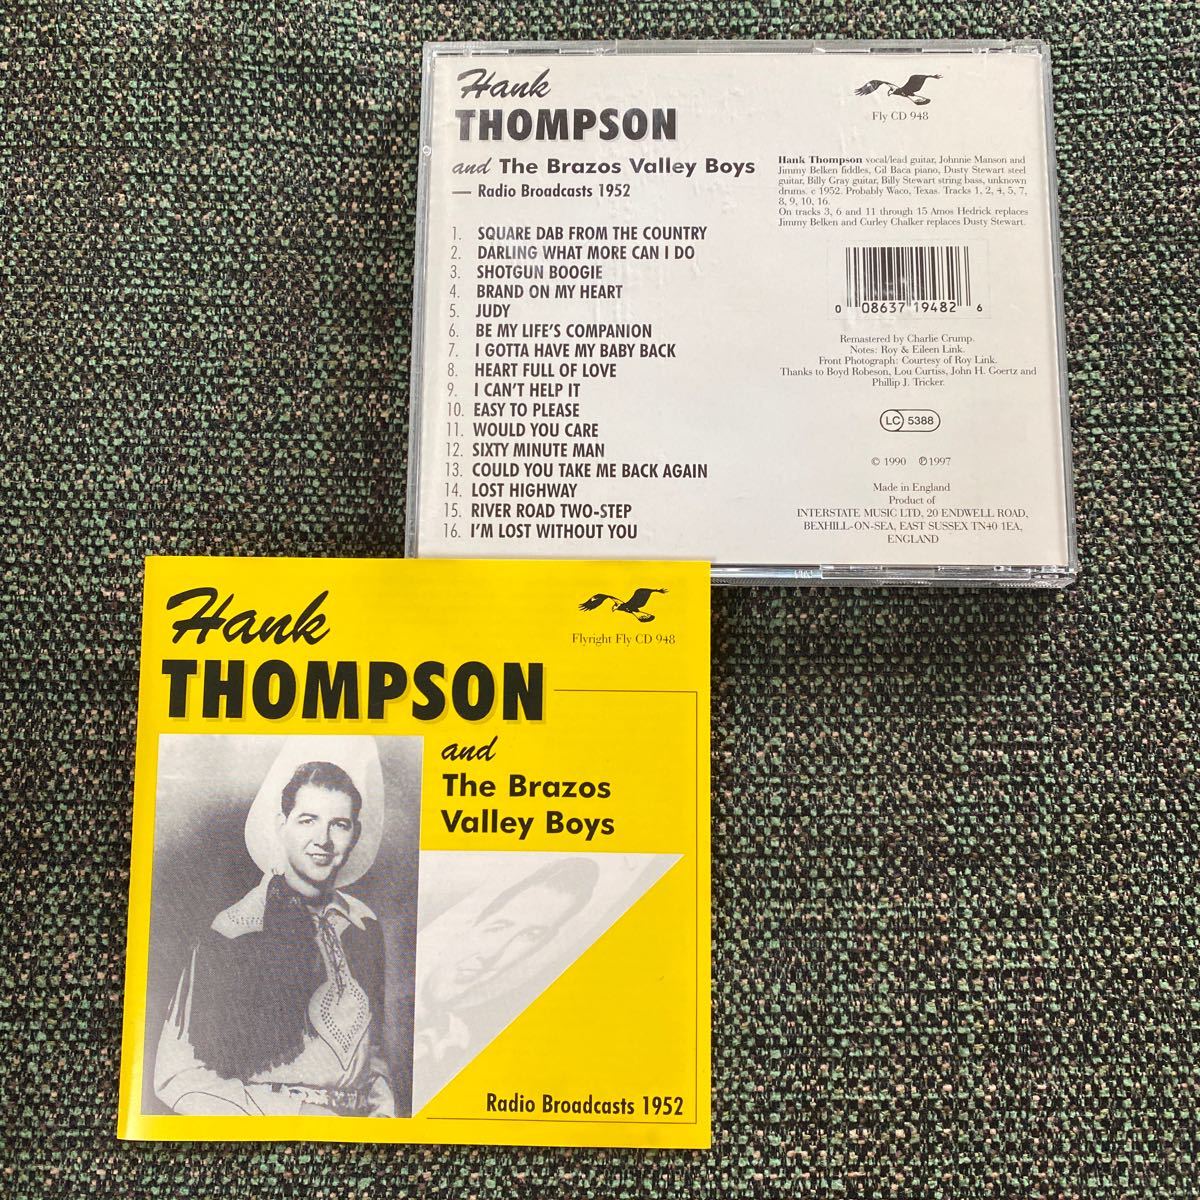 Hank
THOMPSON
and The Brazos Valley Boys
— Radio Broadcasts 1952
1. SQUARE DAB FROM THE COUNTRY
2. DARLING WHAT MORE CAN I DO
3. SHOTGUN BOOGIE
4. BRAND ON MY HEART
5. JUDY
6. BE MY LIFE'S COMPANION
7. I GOTTA HAVE MY BABY BACK
8. HEART FULL OF LOVE
9. I CAN'T HELP IT
10. EASY TO PLEASE
11. WOULD YOU CARE
12. SIXTY MINUTE MAN
13. COULD YOU TAKE ME BACK AGAIN
14. LOST HIGHWAY
15. RIVER ROAD TWO-STEP
16. I'M LOST WITHOUT YOU
Fly CD 948
Hank Thompson vocal/lead guitar, Johnnie Manson and
Jimmy Belken fiddles, Gil Baca piano, Dusty Stewart steel
guitar, Billy Gray guitar, Billy Stewart string bass, unknown
drums. c 1952. Probably Waco, Texas. Tracks 1, 2, 4, 5, 7,
8, 9, 10, 16.
On tracks 3, 6 and 11 through 15 Amos Hedrick replaces
Jimmy Belken and Curley Chalker replaces Dusty Stewart.
0 08637 19482 6
Remastered by Charlie Crump.
Notes: Roy & Eileen Link.
Front Photograph: Courtesy of Roy Link.
Thanks to Boyd Robeson, Lou Curtiss, John H. Goertz and
Phillip J. Tricker.
LC 5388
© 1990 ℗ 1997
Made in England
Product of
INTERSTATE MUSIC LTD, 20 ENDWELL ROAD,
BEXHILL-ON-SEA, EAST SUSSEX TN40 1EA,
ENGLAND
Hank
THOMPSON
Flyright Fly CD 948
and
The Brazos
Valley Boys
Radio Broadcasts 1952